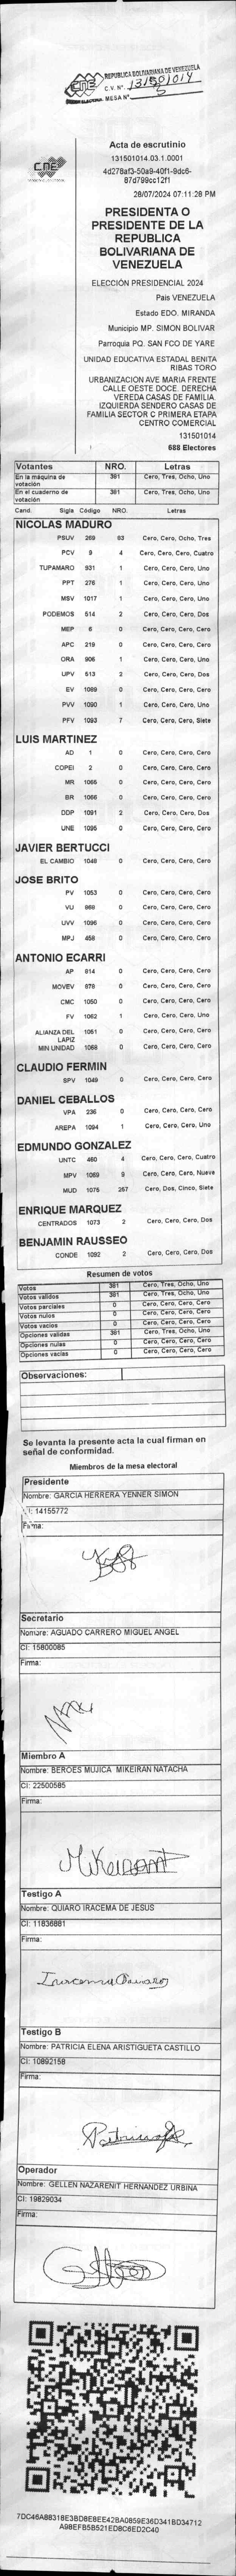 REPUBLICA BOLIVARIANA DE VENEZUELA
CNE C.V. N°. 131501014
MESA N° 5
Acta de escrutinio
131501014.03.1.0001
4d278af3-50a9-40f1-9dc6-
87d799cc12f1
28/07/2024 07:11:28 PM
CNE
PRESIDENTA O
PRESIDENTE DE LA
REPUBLICA
BOLIVARIANA DE
VENEZUELA
ELECCIÓN PRESIDENCIAL 2024
Pais VENEZUELA
Estado EDO. MIRANDA
Municipio MP. SIMON BOLIVAR
Parroquia PQ. SAN FCO DE YARE
UNIDAD EDUCATIVA ESTADAL BENITA
RIBAS TORO
URBANIZACION AVE MARIA FRENTE
CALLE OESTE DOCE. DERECHA
VEREDA CASAS DE FAMILIA.
IZQUIERDA SENDERO CASAS DE
FAMILIA SECTOR C PRIMERA ETAPA
CENTRO COMERCIAL
131501014
688 Electores
Votantes NRO. Letras
En la máquina de votación 381 Cero, Tres, Ocho, Uno
En el cuaderno de votación 381 Cero, Tres, Ocho, Uno
Cand. Sigla Código NRO. Letras
NICOLAS MADURO
PSUV 269 83 Cero, Cero, Ocho, Tres
PCV 9 4 Cero, Cero, Cero, Cuatro
TUPAMARO 931 1 Cero, Cero, Cero, Uno
PPT 276 1 Cero, Cero, Cero, Uno
MSV 1017 1 Cero, Cero, Cero, Uno
PODEMOS 514 2 Cero, Cero, Cero, Dos
MEP 6 0 Cero, Cero, Cero, Cero
APC 219 0 Cero, Cero, Cero, Cero
ORA 906 1 Cero, Cero, Cero, Uno
UPV 513 2 Cero, Cero, Cero, Dos
EV 1089 0 Cero, Cero, Cero, Cero
PVV 1090 1 Cero, Cero, Cero, Uno
PFV 1093 7 Cero, Cero, Cero, Siete
LUIS MARTINEZ
AD 1 0 Cero, Cero, Cero, Cero
COPEI 2 0 Cero, Cero, Cero, Cero
MR 1065 0 Cero, Cero, Cero, Cero
BR 1066 0 Cero, Cero, Cero, Cero
DDP 1091 2 Cero, Cero, Cero, Dos
UNE 1095 0 Cero, Cero, Cero, Cero
JAVIER BERTUCCI
EL CAMBIO 1048 0 Cero, Cero, Cero, Cero
JOSE BRITO
PV 1053 0 Cero, Cero, Cero, Cero
VU 969 0 Cero, Cero, Cero, Cero
UVV 1096 0 Cero, Cero, Cero, Cero
MPJ 458 0 Cero, Cero, Cero, Cero
ANTONIO ECARRI
AP 914 0 Cero, Cero, Cero, Cero
MOVEV 878 0 Cero, Cero, Cero, Cero
CMC 1050 0 Cero, Cero, Cero, Cero
FV 1062 1 Cero, Cero, Cero, Uno
ALIANZA DEL LAPIZ 1051 0 Cero, Cero, Cero, Cero
MIN UNIDAD 1068 0 Cero, Cero, Cero, Cero
CLAUDIO FERMIN
SPV 1049 0 Cero, Cero, Cero, Cero
DANIEL CEBALLOS
VPA 236 0 Cero, Cero, Cero, Cero
AREPA 1094 1 Cero, Cero, Cero, Uno
EDMUNDO GONZALEZ
UNTC 460 4 Cero, Cero, Cero, Cuatro
MPV 1069 9 Cero, Cero, Cero, Nueve
MUD 1075 257 Cero, Dos, Cinco, Siete
ENRIQUE MARQUEZ
CENTRADOS 1073 2 Cero, Cero, Cero, Dos
BENJAMIN RAUSSEO
CONDE 1092 2 Cero, Cero, Cero, Dos
Resumen de votos
Votos 381 Cero, Tres, Ocho, Uno
Votos validos 381 Cero, Tres, Ocho, Uno
Votos parciales 0 Cero, Cero, Cero, Cero
Votos nulos 0 Cero, Cero, Cero, Cero
Votos vacios 0 Cero, Cero, Cero, Cero
Opciones validas 381 Cero, Tres, Ocho, Uno
Opciones nulas 0 Cero, Cero, Cero, Cero
Opciones vacias 0 Cero, Cero, Cero, Cero
Observaciones:
Se levanta la presente acta la cual firman en
señal de conformidad.
Miembros de la mesa electoral
Presidente
Nombre: GARCIA HERRERA YENNER SIMON
CI: 14155772
Firma:
Secretario
Nombre: AGUADO CARRERO MIGUEL ANGEL
CI: 15800085
Firma:
Miembro A
Nombre: BEROES MUJICA MIKEIRAN NATACHA
CI: 22500585
Firma:
Testigo A
Nombre: QUIARO IRACEMA DE JESUS
CI: 11836881
Firma:
Testigo B
Nombre: PATRICIA ELENA ARISTIGUETA CASTILLO
CI: 10892158
Firma:
Operador
Nombre: GELLEN NAZARENIT HERNANDEZ URBINA
CI: 19829034
Firma:
7DC46A88318E3BD8E8EE42BA0859E36D341BD34712
A98EFB5B521ED8C6ED2C40